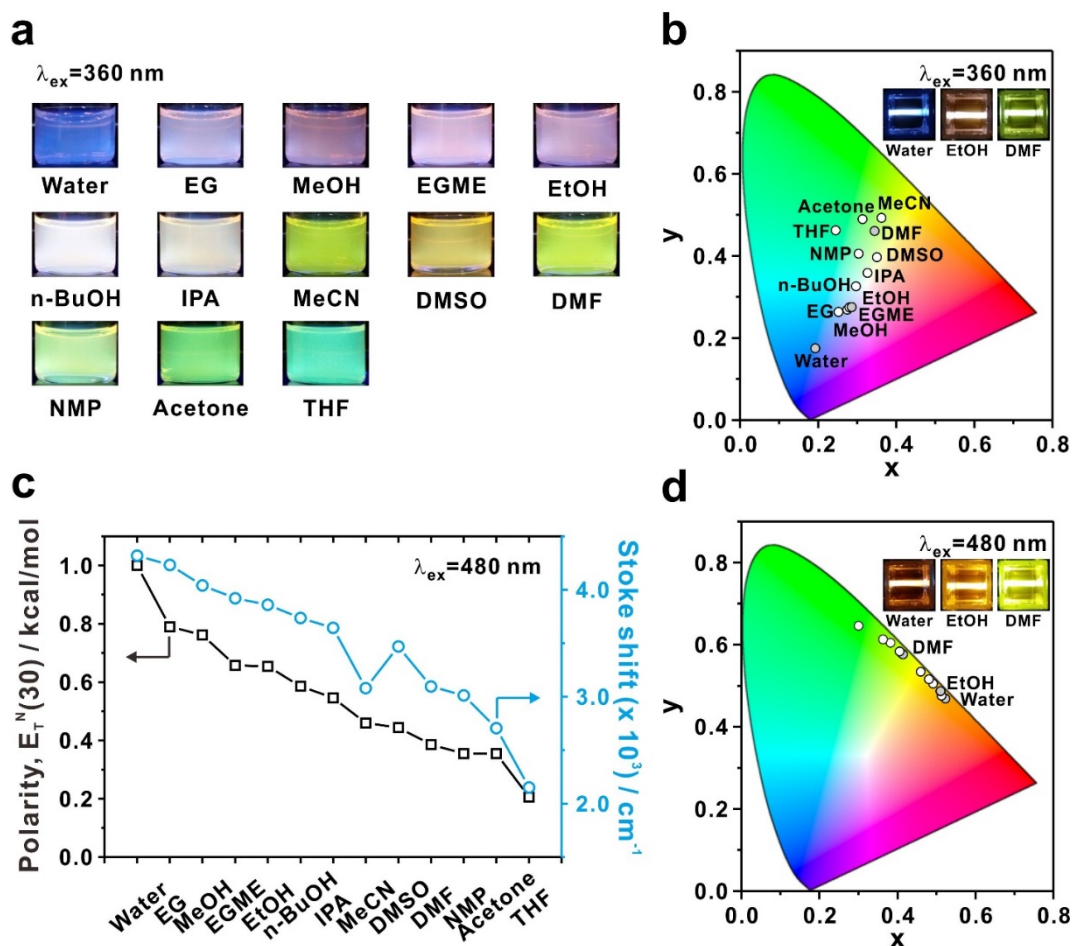 a
λex=360 nm
Water EG MeOH EGME EtOH
n-BuOH IPA MeCN DMSO DMF
NMP Acetone THF
b
λex=360 nm
Water EtOH DMF
0.8
0.6
0.4
0.2
0.0
y
Acetone MeCN
THF DMF
NMP DMSO
IPA
n-BuOH
EtOH
EG EGME
MeOH
Water
0.0 0.2 0.4 0.6 0.8
x
c
λex=480 nm
Polarity, ETN(30) / kcal/mol
1.0
0.8
0.6
0.4
0.2
0.0
4.0
3.0
2.0
Stoke shift (x 10³) / cm⁻¹
Water EG MeOH EGME EtOH n-BuOH IPA MeCN DMSO DMF NMP Acetone THF
d
λex=480 nm
Water EtOH DMF
0.8
0.6
0.4
0.2
0.0
y
DMF
EtOH
Water
0.0 0.2 0.4 0.6 0.8
x